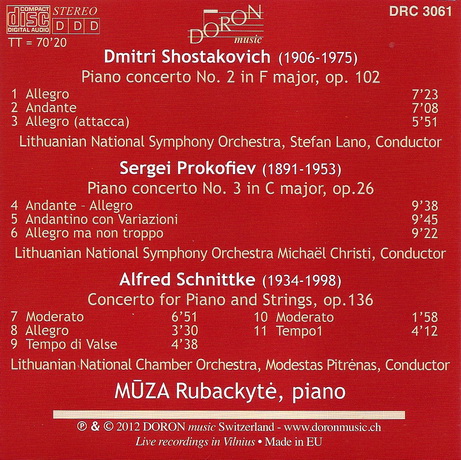 COMPACT disc DIGITAL AUDIO
STEREO
D D D
TT = 70'20
DORON music
DRC 3061
Dmitri Shostakovich (1906-1975)
Piano concerto No. 2 in F major, op. 102
1 Allegro 7'23
2 Andante 7'08
3 Allegro (attacca) 5'51
Lithuanian National Symphony Orchestra, Stefan Lano, Conductor
Sergei Prokofiev (1891-1953)
Piano concerto No. 3 in C major, op.26
4 Andante - Allegro 9'38
5 Andantino con Variazioni 9'45
6 Allegro ma non troppo 9'22
Lithuanian National Symphony Orchestra Michaël Christi, Conductor
Alfred Schnittke (1934-1998)
Concerto for Piano and Strings, op.136
7 Moderato 6'51 10 Moderato 1'58
8 Allegro 3'30 11 Tempo1 4'12
9 Tempo di Valse 4'38
Lithuanian National Chamber Orchestra, Modestas Pitrėnas, Conductor
MŪZA Rubackytė, piano
℗ & © 2012 DORON music Switzerland - www.doronmusic.ch
Live recordings in Vilnius • Made in EU